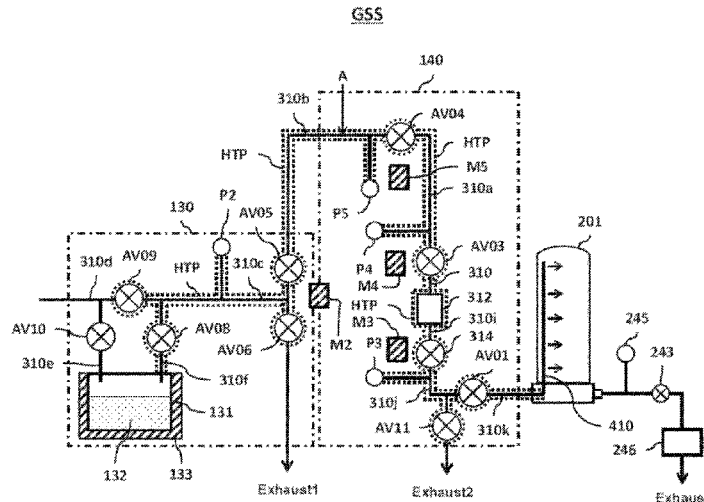 GSS
140
A
310b
AV04
HTP
HTP
M5
310a
P2
P5
201
130
AV05
AV03
P4
M4
310
310d
AV09
HTP
310c
HTP
312
310i
245
M3
AV10
AV08
AV06
M2
314
243
P3
AV01
310e
310f
131
310j
310k
410
246
AV11
132
133
Exhaust1
Exhaust2
Exhaus